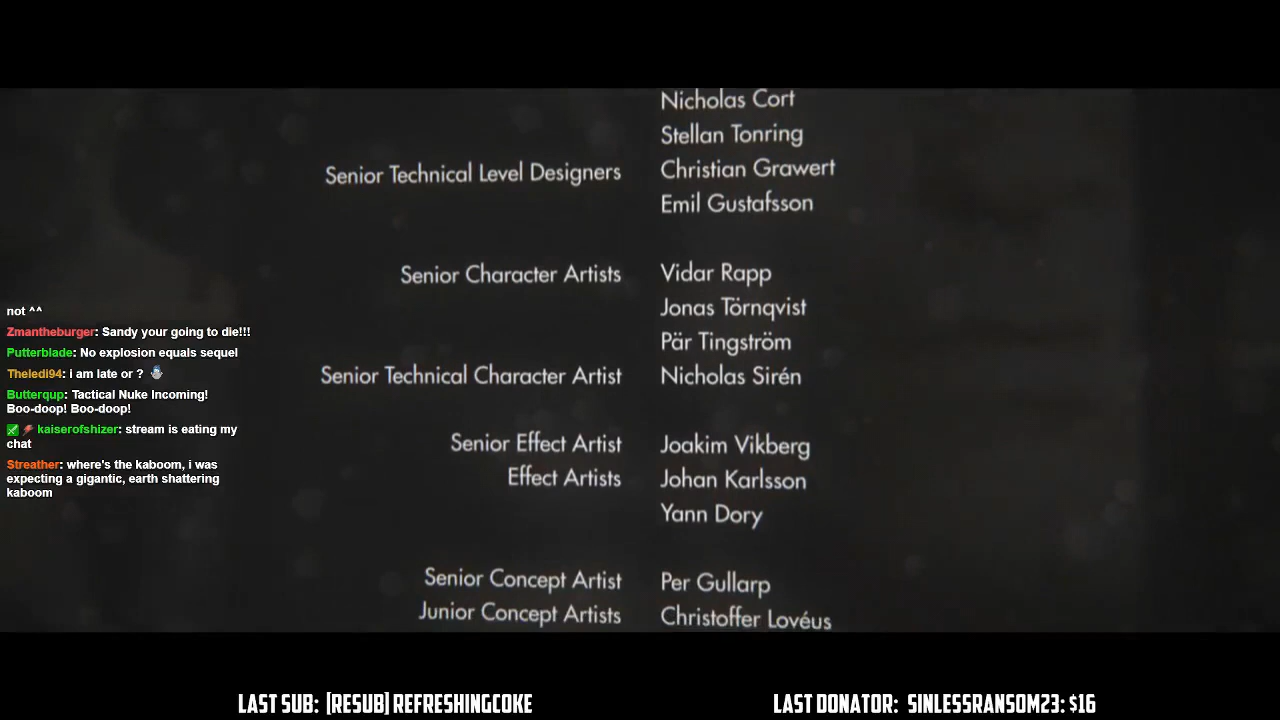 Nicholas Cort
Stellan Tonring
Senior Technical Level Designers Christian Grawert
Emil Gustafsson
Senior Character Artists Vidar Rapp
Jonas Törnqvist
Pär Tingström
Senior Technical Character Artist Nicholas Sirén
Senior Effect Artist Joakim Vikberg
Effect Artists Johan Karlsson
Yann Dory
Senior Concept Artist Per Gullarp
Junior Concept Artists Christoffer Lovéus
not ^^
Zmantheburger: Sandy your going to die!!!
Putterblade: No explosion equals sequel
Theledi94: i am late or ?
Butterqup: Tactical Nuke Incoming!
Boo-doop! Boo-doop!
kaiserofshizer: stream is eating my
chat
Streather: where's the kaboom, i was
expecting a gigantic, earth shattering
kaboom
LAST SUB: [RESUB] REFRESHINGCOKE
LAST DONATOR: SINLESSRANSOM23: $16